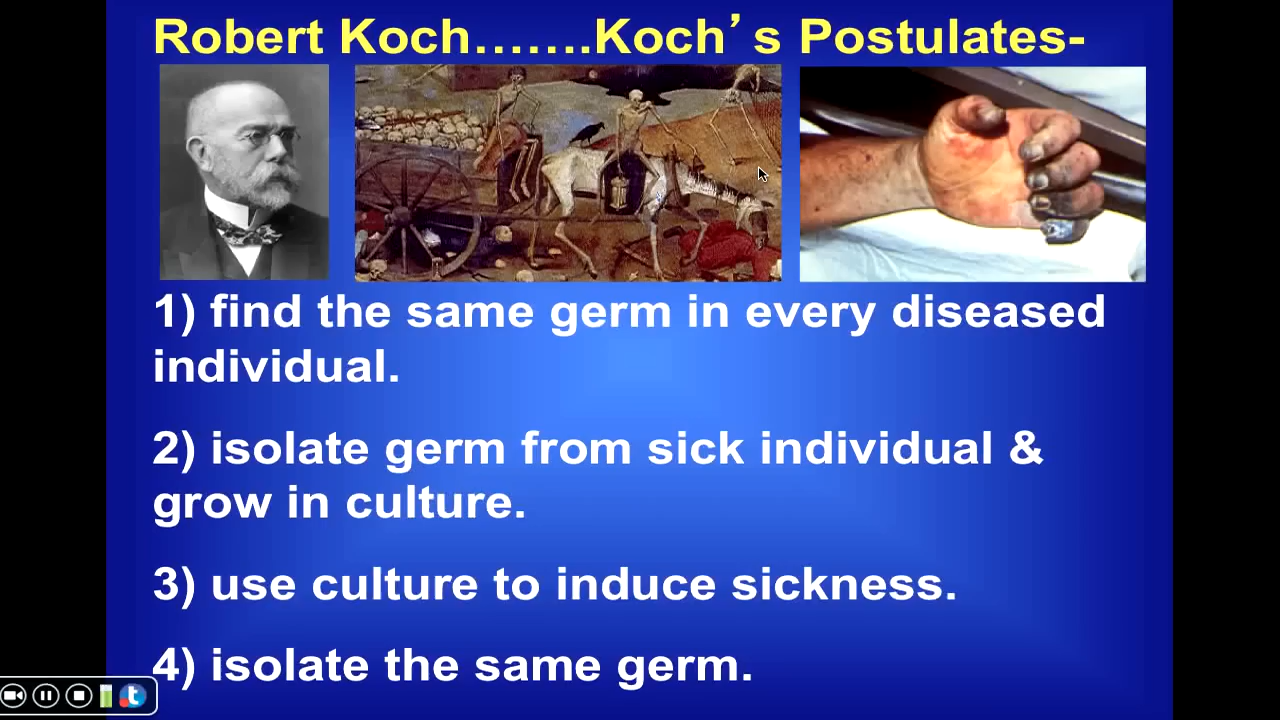 Robert Koch.......Koch’s Postulates-
1) find the same germ in every diseased
individual.
2) isolate germ from sick individual &
grow in culture.
3) use culture to induce sickness.
4) isolate the same germ.
t